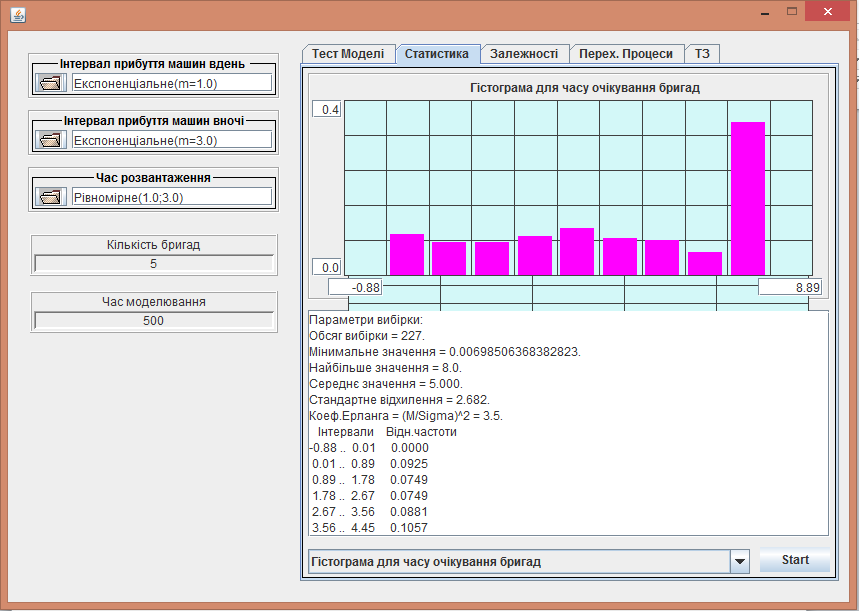 Інтервал прибуття машин вдень
Експоненціальне(m=1.0)
Інтервал прибуття машин вночі
Експоненціальне(m=3.0)
Час розвантаження
Рівномірне(1.0;3.0)
Кількість бригад
5
Час моделювання
500
Тест Моделі Статистика Залежності Перех. Процеси ТЗ
Гістограма для часу очікування бригад
0.4
0.0
-0.88 8.89
Параметри вибірки:
Обсяг вибірки = 227.
Мінімальне значення = 0.00698506368382823.
Найбільше значення = 8.0.
Середнє значення = 5.000.
Стандартне відхилення = 2.682.
Коеф.Ерланга = (M/Sigma)^2 = 3.5.
Інтервали Відн.частоти
-0.88 .. 0.01 0.0000
0.01 .. 0.89 0.0925
0.89 .. 1.78 0.0749
1.78 .. 2.67 0.0749
2.67 .. 3.56 0.0881
3.56 .. 4.45 0.1057
Гістограма для часу очікування бригад
Start